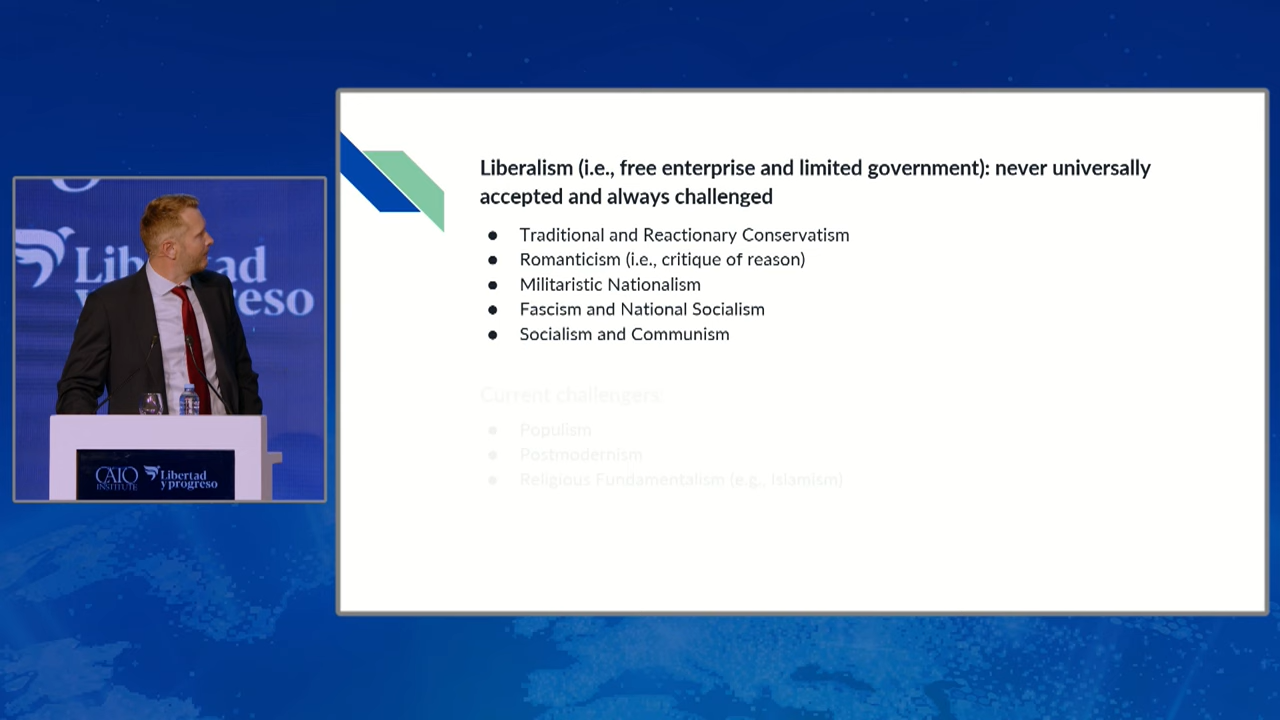 Libertad
y progreso
CATO
INSTITUTE
Libertad
y progreso
Liberalism (i.e., free enterprise and limited government): never universally
accepted and always challenged
● Traditional and Reactionary Conservatism
● Romanticism (i.e., critique of reason)
● Militaristic Nationalism
● Fascism and National Socialism
● Socialism and Communism
Current challengers:
● Populism
● Postmodernism
● Religious Fundamentalism (e.g., Islamism)